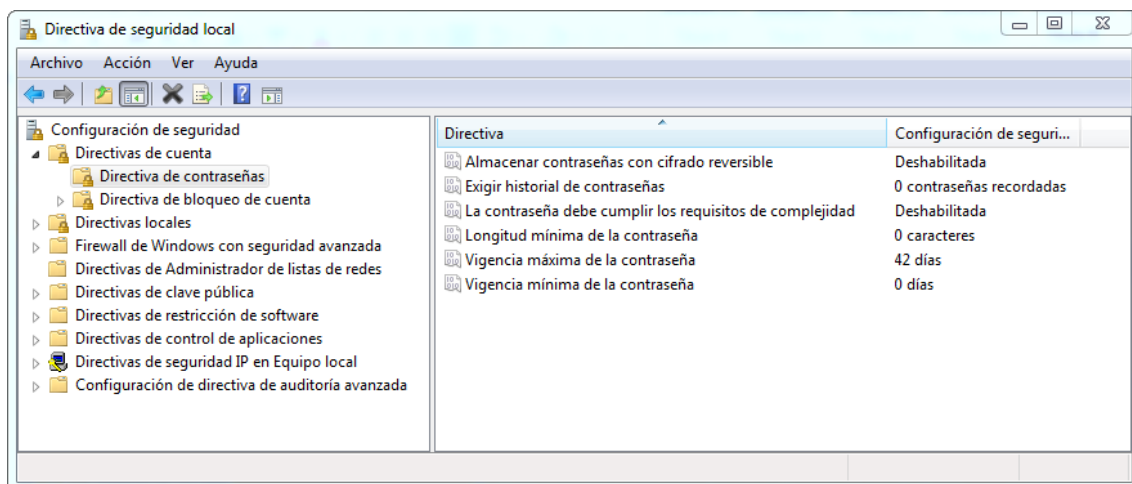 Directiva de seguridad local
Archivo Acción Ver Ayuda
Configuración de seguridad
Directivas de cuenta
Directiva de contraseñas
Directiva de bloqueo de cuenta
Directivas locales
Firewall de Windows con seguridad avanzada
Directivas de Administrador de listas de redes
Directivas de clave pública
Directivas de restricción de software
Directivas de control de aplicaciones
Directivas de seguridad IP en Equipo local
Configuración de directiva de auditoría avanzada
Directiva Configuración de seguri...
Almacenar contraseñas con cifrado reversible Deshabilitada
Exigir historial de contraseñas 0 contraseñas recordadas
La contraseña debe cumplir los requisitos de complejidad Deshabilitada
Longitud mínima de la contraseña 0 caracteres
Vigencia máxima de la contraseña 42 días
Vigencia mínima de la contraseña 0 días